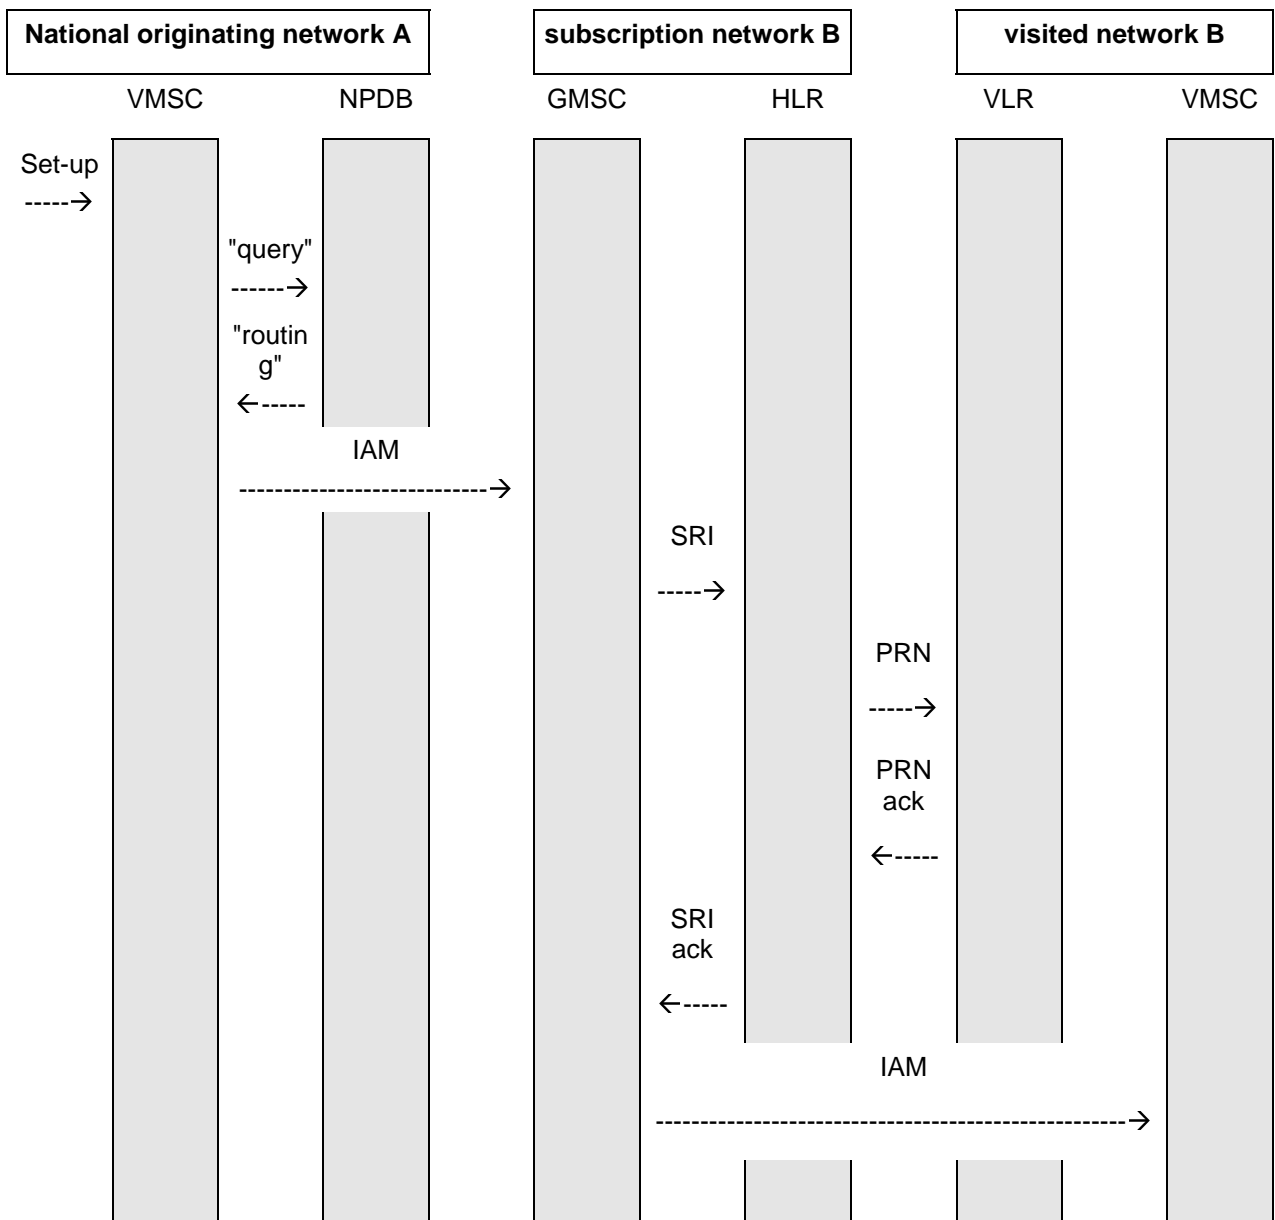 National originating network A
subscription network B
visited network B
VMSC
NPDB
GMSC
HLR
VLR
VMSC
Set-up
-----→
"query"
------→
"routin
g"
←-----
IAM
----------------------------→
SRI
-----→
PRN
-----→
PRN
ack
←-----
SRI
ack
←-----
IAM
-----------------------------------------------------→